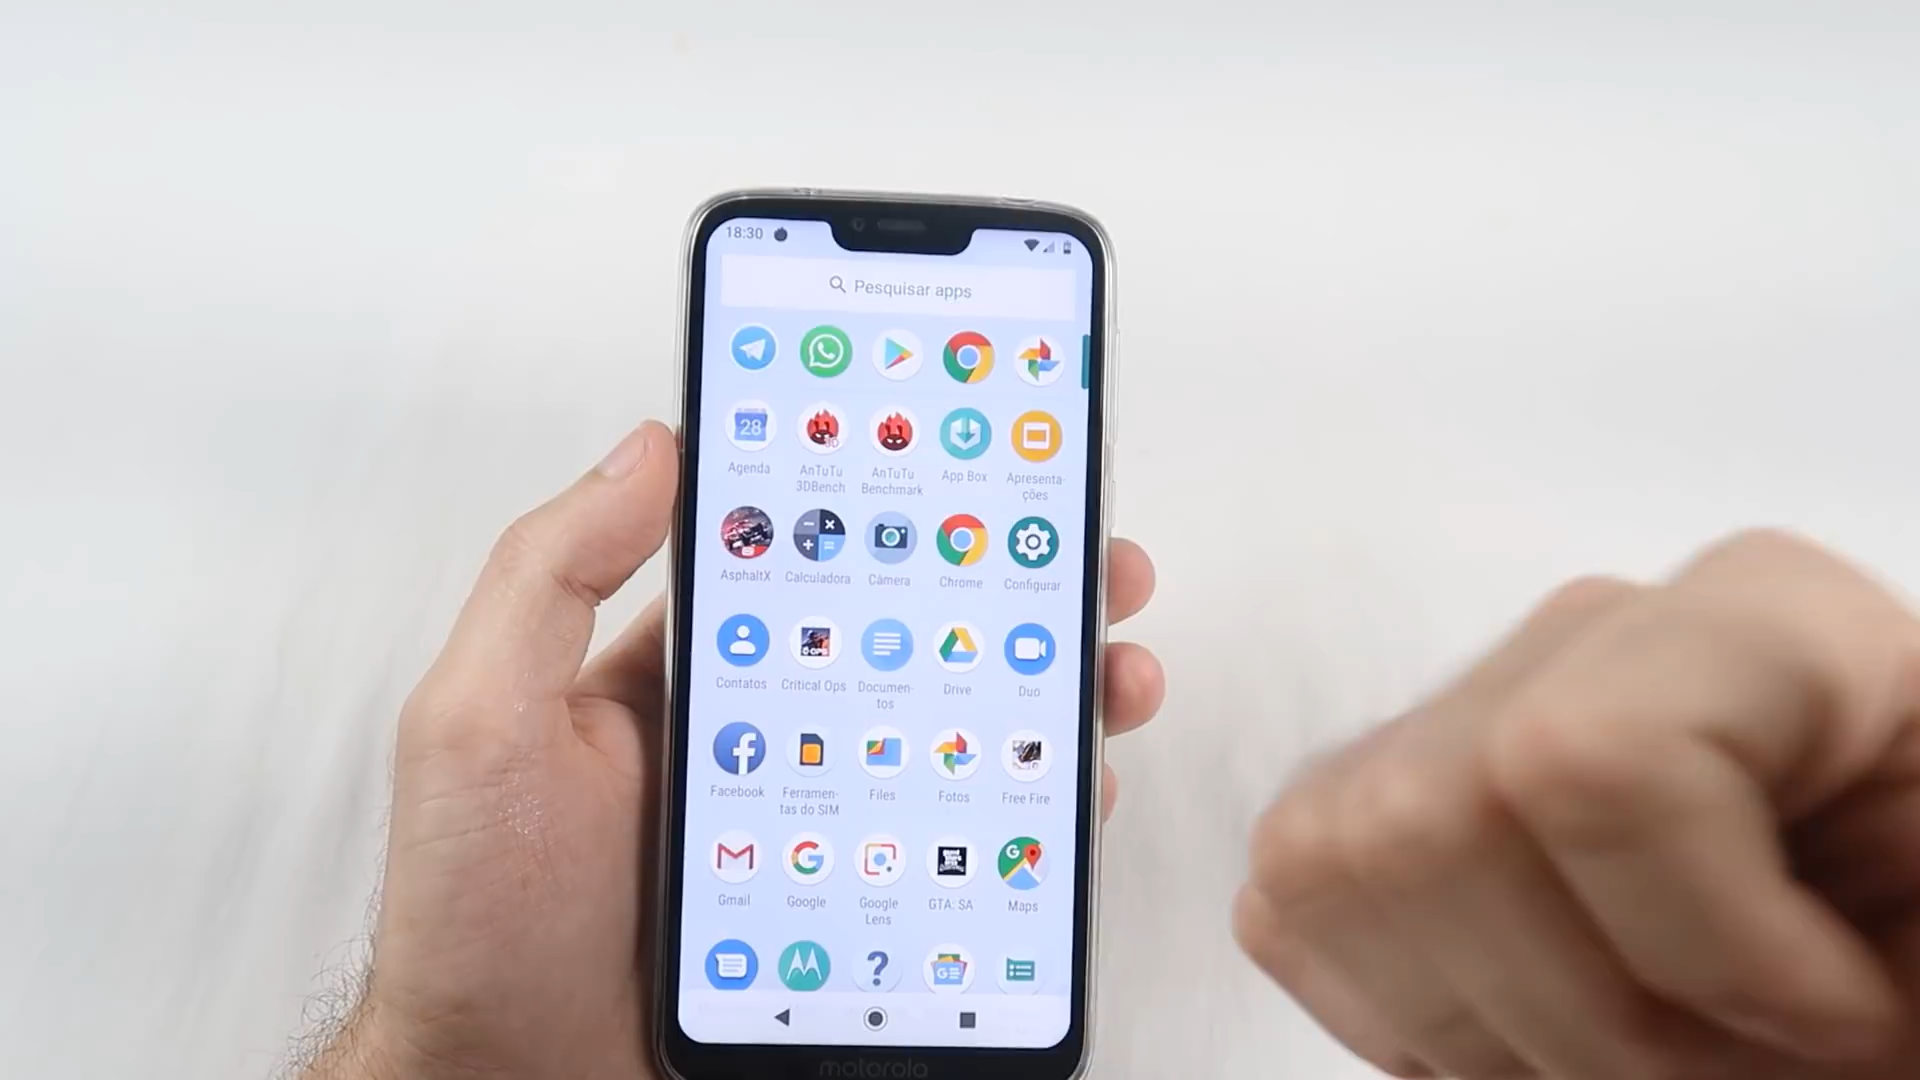 18:30
Pesquisar apps
28
Agenda
AnTuTu
3DBench
AnTuTu
Benchmark
App Box
Apresenta-
ções
AsphaltX
Calculadora
Câmera
Chrome
Configurar
Contatos
Critical Ops
Documen-
tos
Drive
Duo
Facebook
Ferramen-
tas do SIM
Files
Fotos
Free Fire
Gmail
Google
Google
Lens
GTA: SA
Maps
motorola